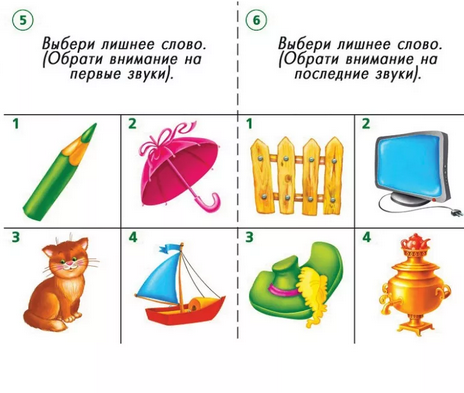 5
Выбери лишнее слово.
(Обрати внимание на
первые звуки).
6
Выбери лишнее слово.
(Обрати внимание на
последние звуки).
1
2
1
2
3
4
3
4